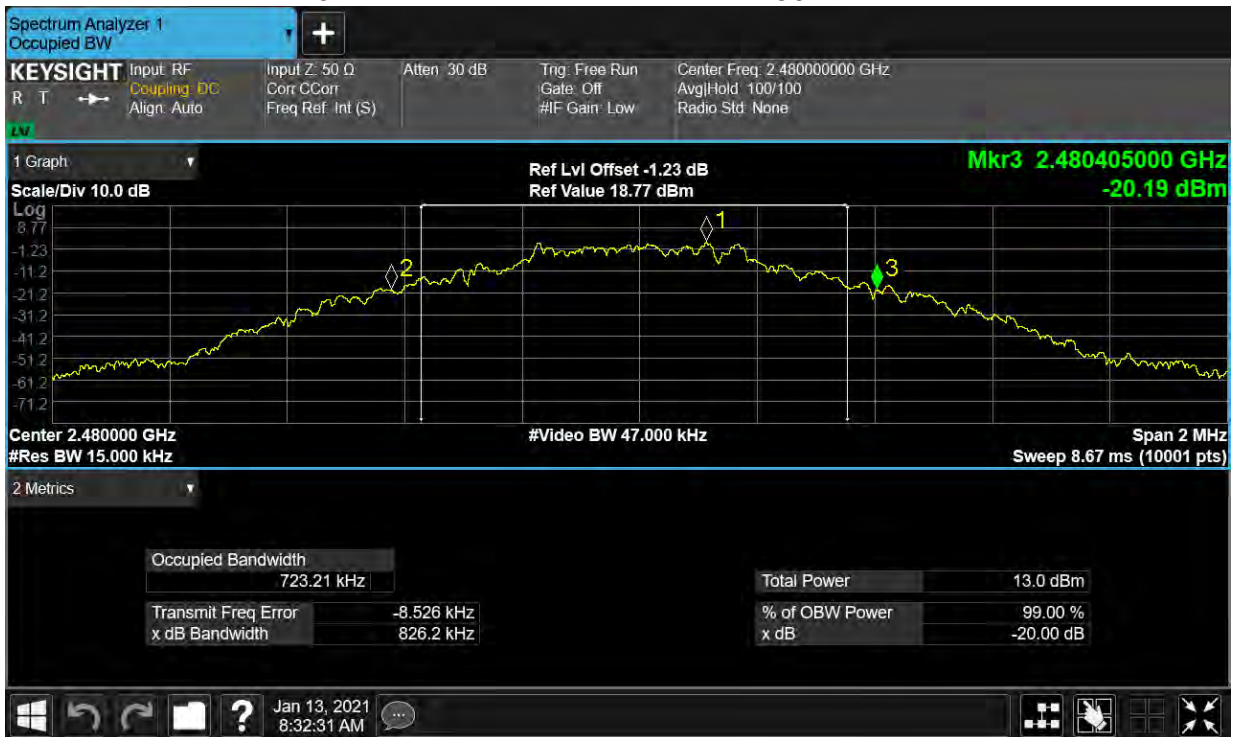 Spectrum Analyzer 1
Occupied BW
KEYSIGHT Input: RF Input Z: 50 Ω Atten: 30 dB Trig: Free Run Center Freq: 2.480000000 GHz
R T Coupling: DC Corr CCorr Gate: Off Avg|Hold: 100/100
Align: Auto Freq Ref: Int (S) #IF Gain: Low Radio Std: None
LXI
1 Graph Ref Lvl Offset -1.23 dB Mkr3 2.480405000 GHz
Scale/Div 10.0 dB Ref Value 18.77 dBm -20.19 dBm
Log
8.77
1
-1.23
-11.2
2 3
-21.2
-31.2
-41.2
-51.2
-61.2
-71.2
Center 2.480000 GHz #Video BW 47.000 kHz Span 2 MHz
#Res BW 15.000 kHz Sweep 8.67 ms (10001 pts)
2 Metrics
Occupied Bandwidth
723.21 kHz Total Power 13.0 dBm
Transmit Freq Error -8.526 kHz % of OBW Power 99.00 %
x dB Bandwidth 826.2 kHz x dB -20.00 dB
? Jan 13, 2021
8:32:31 AM